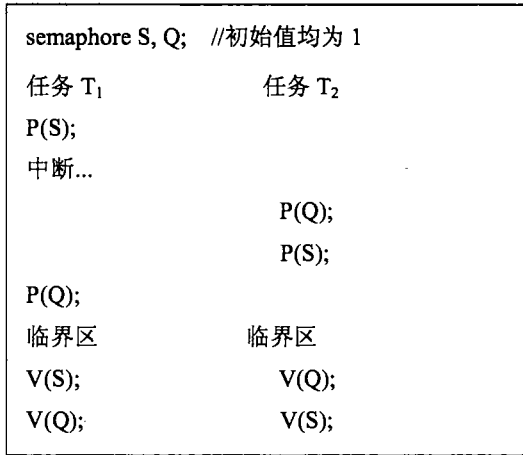 semaphore S, Q;   //初始值均为 1
任务 T₁   任务 T₂
P(S);
中断...
P(Q);
P(S);
P(Q);
临界区   临界区
V(S);   V(Q);
V(Q);   V(S);